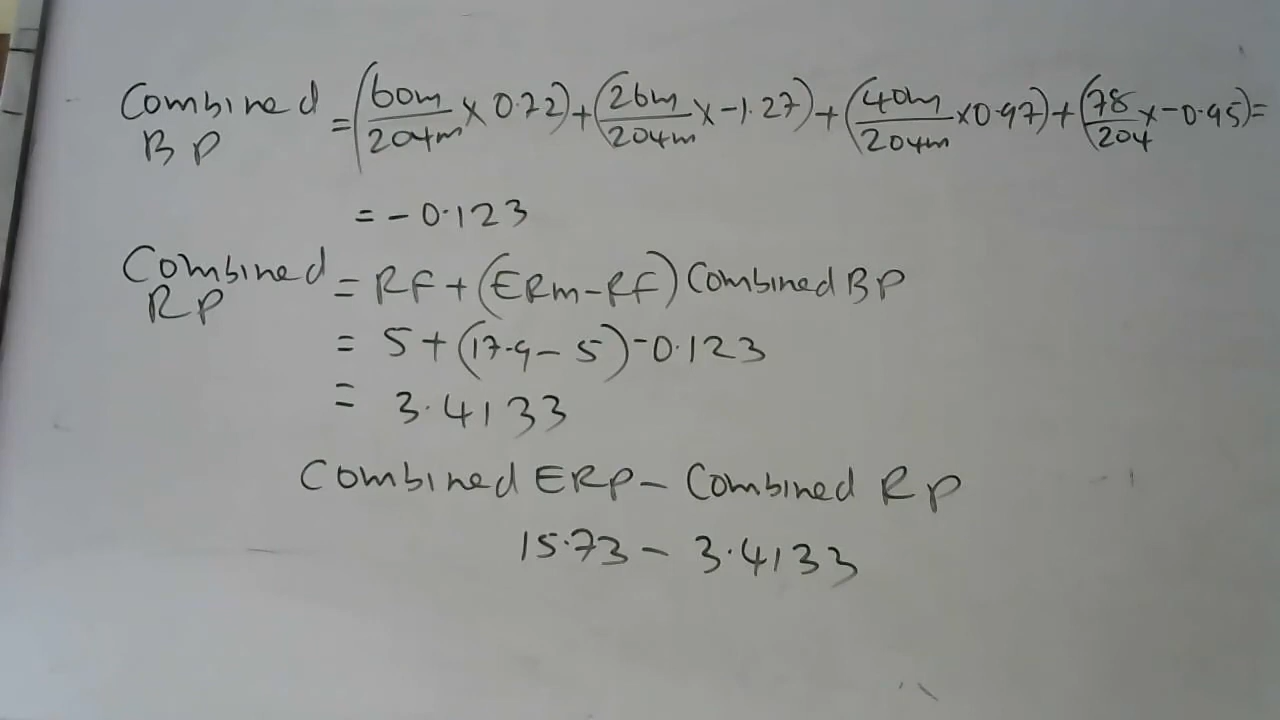 Combined BP = (60m/204m × 0.72) + (26m/204m × -1.27) + (40m/204m × 0.97) + (78/204 × -0.45) =
= -0.123
Combined RP = RF + (ERm - RF) Combined BP
= 5 + (17.9 - 5) -0.123
= 3.4133
Combined ERP - Combined RP
15.73 - 3.4133